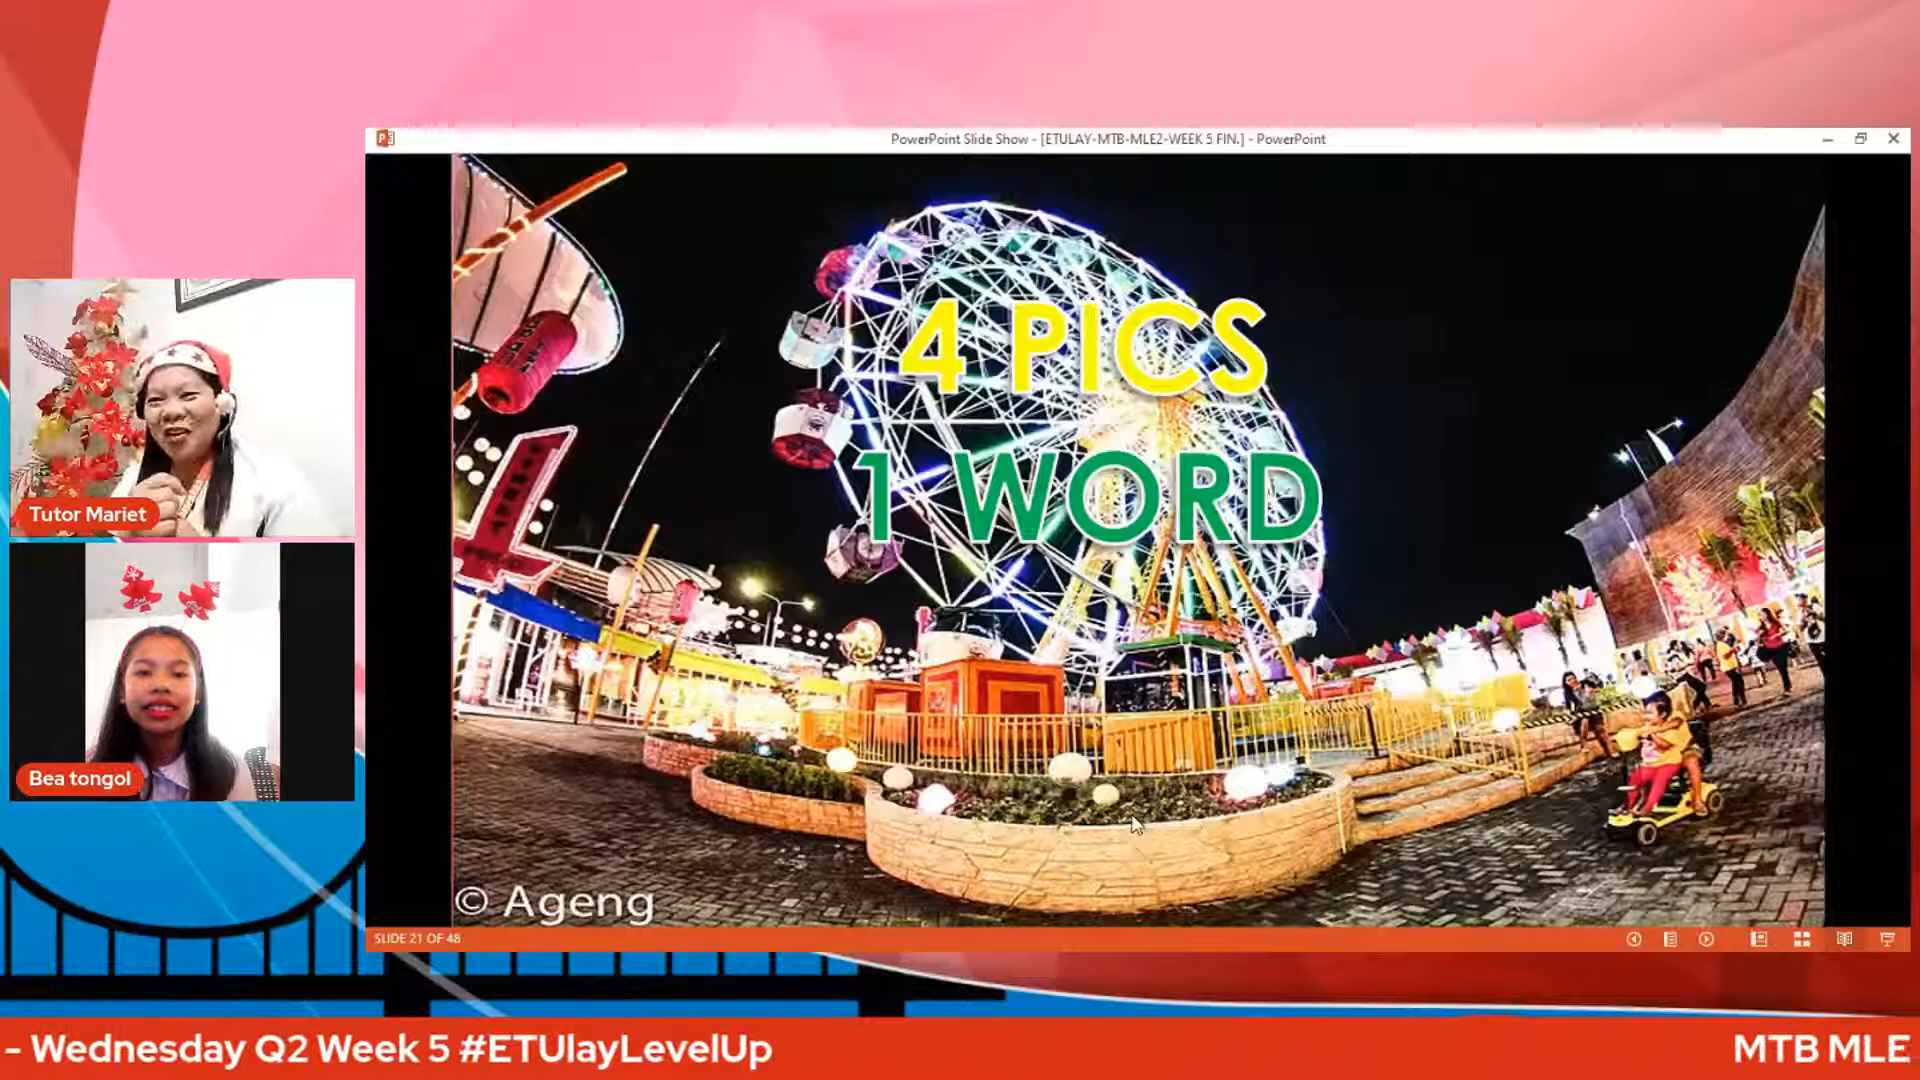 PowerPoint Slide Show - [ETULAY-MTB-MLE2-WEEK 5 FIN.] - PowerPoint
4 PICS
1 WORD
Tutor Mariet
Bea tongol
© Ageng
SLIDE 21 OF 48
- Wednesday Q2 Week 5 #ETUlayLevelUp
MTB MLE